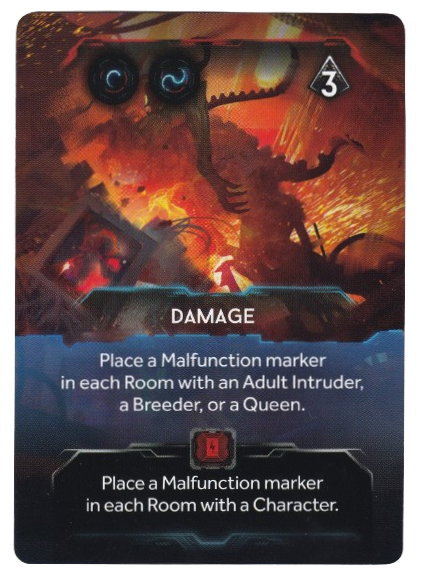 3
DAMAGE
Place a Malfunction marker
in each Room with an Adult Intruder,
a Breeder, or a Queen.
Place a Malfunction marker
in each Room with a Character.